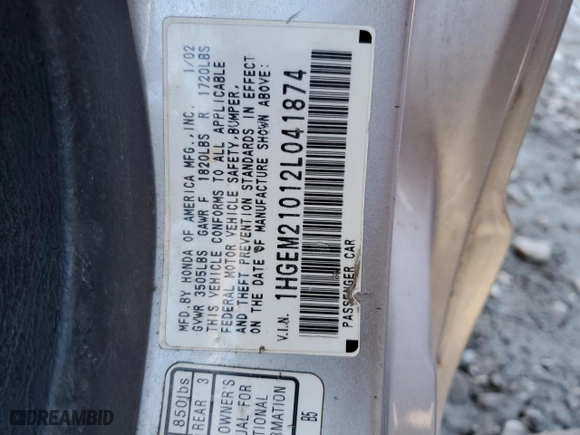 MFD.BY HONDA OF AMERICA MFG.,INC. 1/02
GVWR 3505LBS GAWR F 1820LBS R 1720LBS
THIS VEHICLE CONFORMS TO ALL APPLICABLE
FEDERAL MOTOR VEHICLE SAFETY,BUMPER,
AND THEFT PREVENTION STANDARDS IN EFFECT
ON THE DATE OF MANUFACTURE SHOWN ABOVE:
V.I.N. 1HGEM21012L041874
PASSENGER CAR
850lbs
REAR 3
OWNER'S
FOR
B5
DREAMBID